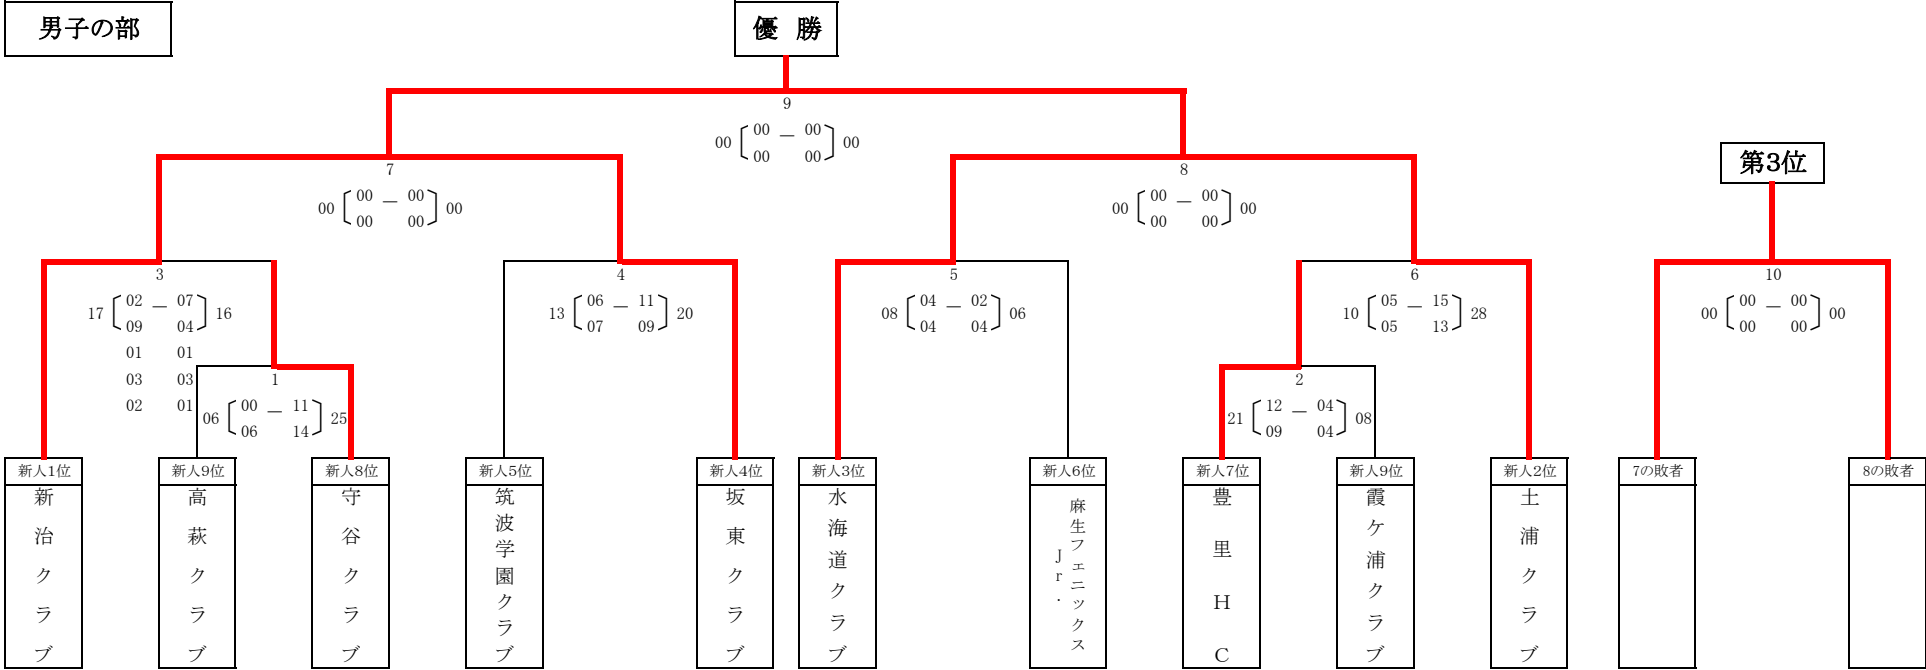 男子の部
優 勝
9
00 00 － 00 00
00 00
第3位
7
00 00 － 00 00
00 00
8
00 00 － 00 00
00 00
3
17 02 － 07 16
09 04
01 01
03 03
02 01
4
13 06 － 11 20
07 09
5
08 04 － 02 06
04 04
6
10 05 － 15 28
05 13
10
00 00 － 00 00
00 00
1
06 00 － 11 25
06 14
2
21 12 － 04 08
09 04
新人1位
新治クラブ
新人9位
高萩クラブ
新人8位
守谷クラブ
新人5位
筑波学園クラブ
新人4位
坂東クラブ
新人3位
水海道クラブ
新人6位
麻生フェニックス
Jr.
新人7位
豊里HC
新人9位
霞ケ浦クラブ
新人2位
土浦クラブ
7の敗者
8の敗者